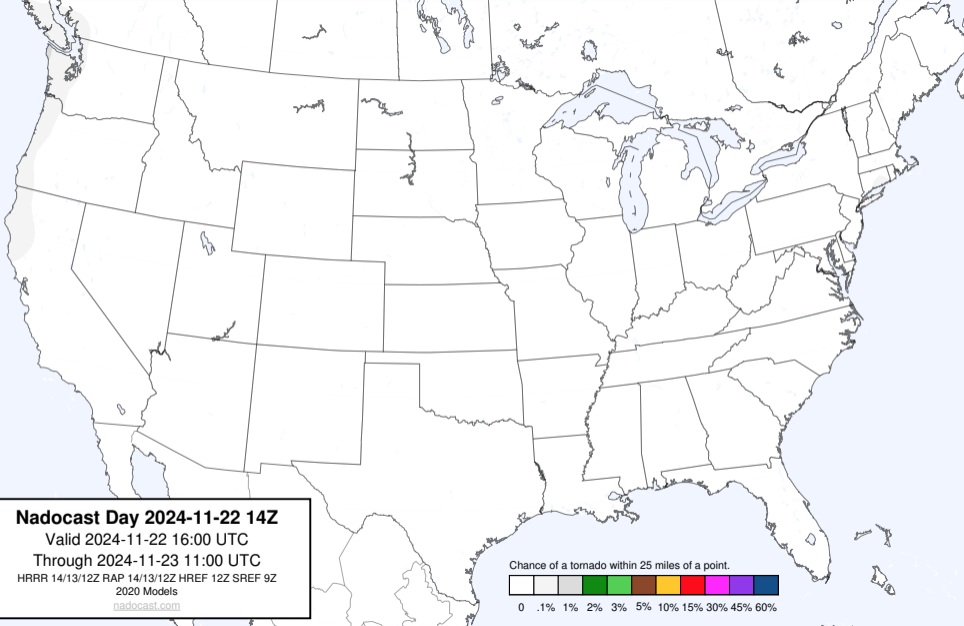 Nadocast Day 2024-11-22 14Z
Valid 2024-11-22 16:00 UTC
Through 2024-11-23 11:00 UTC
HRRR 14/13/12Z RAP 14/13/12Z HREF 12Z SREF 9Z
2020 Models
nadocast.com
Chance of a tornado within 25 miles of a point.
0 .1% 1% 2% 3% 5% 10% 15% 30% 45% 60%